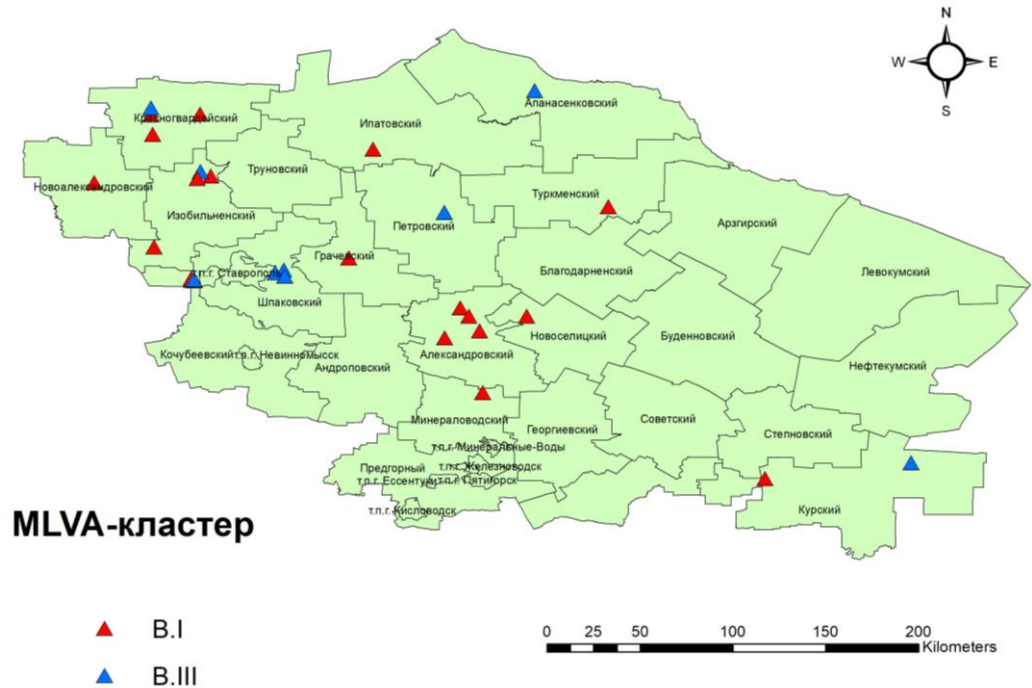 N
W E
S
Апанасенковский
Красногвардейский
Ипатовский
Труновский
Новоалександровский
Туркменский
Изобильненский
Петровский
Арзгирский
Грачевский
т.п.г. Ставрополь
Благодарненский
Левокумский
Шпаковский
Новоселицкий
Буденновский
Кочубеевский
т.п.г. Невинномысск
Александровский
Андроповский
Нефтекумский
Минераловодский
Георгиевский
Советский
Степновский
т.п.г. Минеральные-Воды
Предгорный
т.п.г. Железноводск
т.п.г. Ессентуки
т.п.г. Пятигорск
т.п.г. Кисловодск
Курский
MLVA-кластер
B.I
B.III
0 25 50 100 150 200
Kilometers